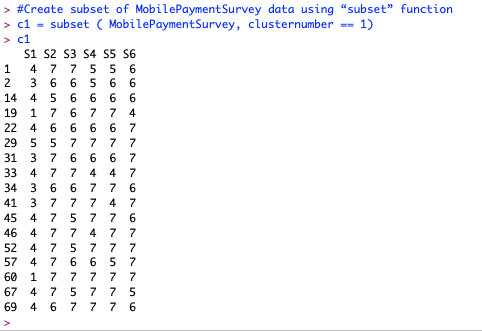 > #Create subset of MobilePaymentSurvey data using “subset” function
> c1 = subset ( MobilePaymentSurvey, clusternumber == 1)
> c1
   S1 S2 S3 S4 S5 S6
1   4  7  7  5  5  6
2   3  6  6  5  6  6
14  4  5  6  6  6  6
19  1  7  6  7  7  4
22  4  6  6  6  6  7
29  5  5  7  7  7  7
31  3  7  6  6  6  7
33  4  7  7  4  4  7
34  3  6  6  7  7  6
41  3  7  7  7  4  7
45  4  7  5  7  7  6
46  4  7  7  4  7  7
52  4  7  5  7  7  7
57  4  7  6  6  5  7
60  1  7  7  7  7  7
67  4  7  5  7  7  5
69  4  6  7  7  7  6
>